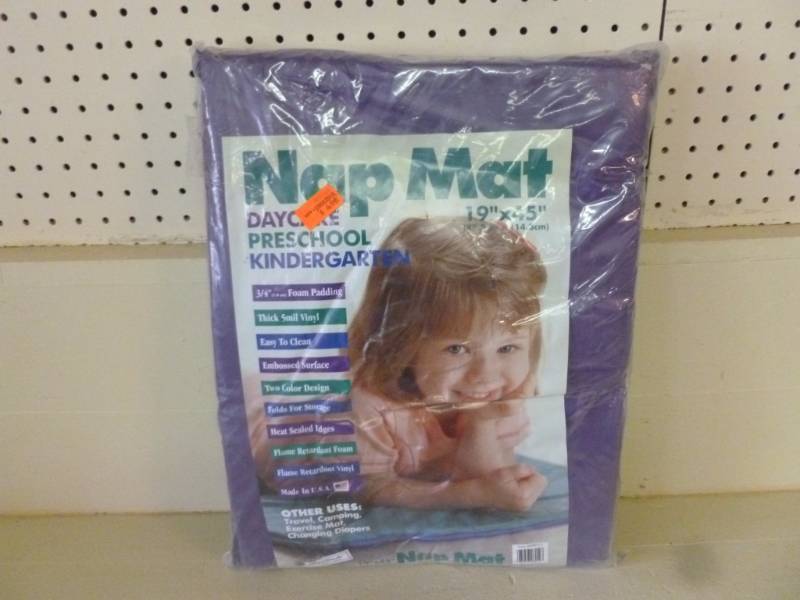 Nap Mat
19"x45"
DAYCARE
PRESCHOOL
KINDERGARTEN
3/4" Foam Padding
Thick 5mil Vinyl
Easy To Clean
Embossed Surface
Two Color Design
Folds For Storage
Heat Sealed Edges
Flame Retardant Foam
Flame Retardant Vinyl
Made In U.S.A.
OTHER USES:
Travel, Camping,
Exercise Mat,
Changing Diapers
Nap Mat